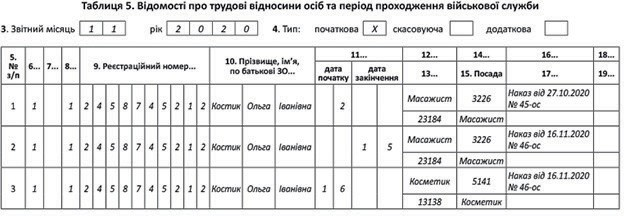 Таблиця 5. Відомості про трудові відносини осіб та період проходження військової служби
3. Звітний місяць 1 1 рік 2 0 2 0 4. Тип: початкова X скасовуюча додаткова
5. № з/п 6... 7... 8... 9. Реєстраційний номер... 10. Прізвище, ім’я, по батькові ЗО... 11... 12... 14... 16... 18...
дата початку дата закінчення 13... 15. Посада 17... 19...
1 1 1 2 4 5 8 7 4 5 2 1 2 Костик Ольга Іванівна 2 Масажист 3226 Наказ від 27.10.2020 № 45-ос
23184 Масажист
2 1 1 2 4 5 8 7 4 5 2 1 2 Костик Ольга Іванівна 1 5 Масажист 3226 Наказ від 16.11.2020 № 46-ос
23184 Масажист
3 1 1 2 4 5 8 7 4 5 2 1 2 Костик Ольга Іванівна 1 6 Косметик 5141 Наказ від 16.11.2020 № 46-ос
13138 Косметик